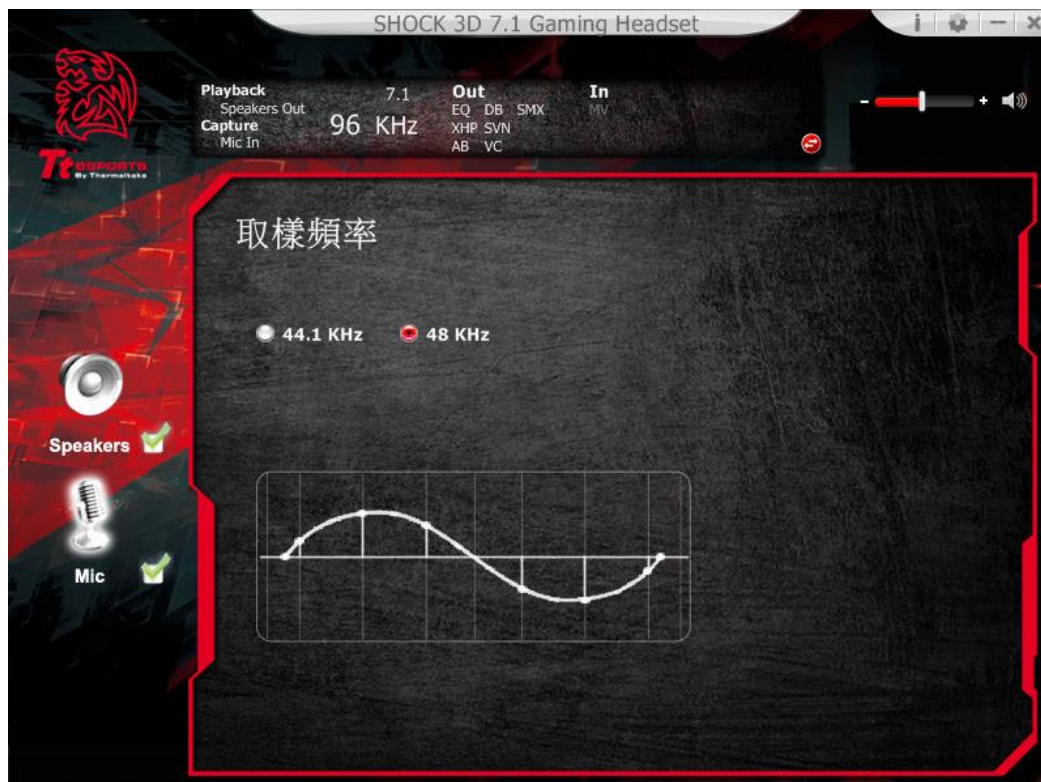 SHOCK 3D 7.1 Gaming Headset
Tt eSPORTS
By Thermaltake
Playback
Speakers Out
Capture
Mic In
7.1
96 KHz
Out
EQ DB SMX
XHP SVN
AB VC
In
MV
取樣頻率
44.1 KHz
48 KHz
Speakers
Mic